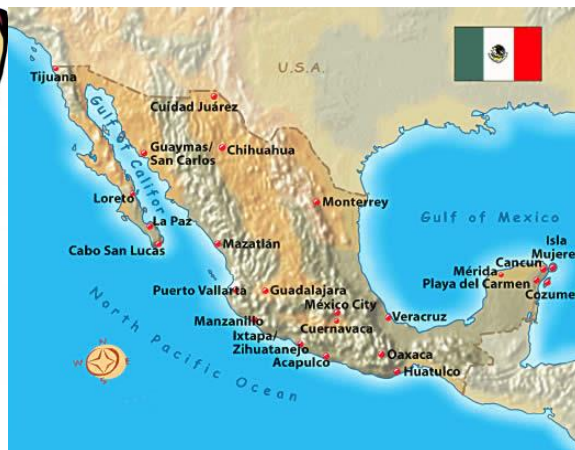 U.S.A.
Tijuana
Cuidad Juárez
Gulf of Califor
Guaymas/
San Carlos
Chihuahua
Loreto
Monterrey
La Paz
Gulf of Mexico
Cabo San Lucas
Mazatlán
Isla
Mujere
Cancun
Mérida
Playa del Carmen
Cozume
Puerto Vallarta
Guadalajara
México City
Manzanillo
Cuernavaca
Veracruz
Ixtapa/
Zihuatanejo
Acapulco
Oaxaca
Huatulco
North Pacific Ocean
N
W
E
S